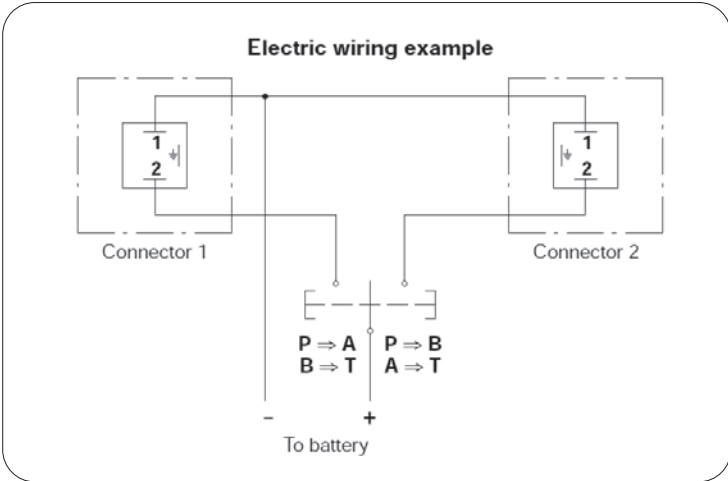 Electric wiring example
1
2
1
2
Connector 1
Connector 2
P ⇒ A P ⇒ B
B ⇒ T A ⇒ T
- +
To battery